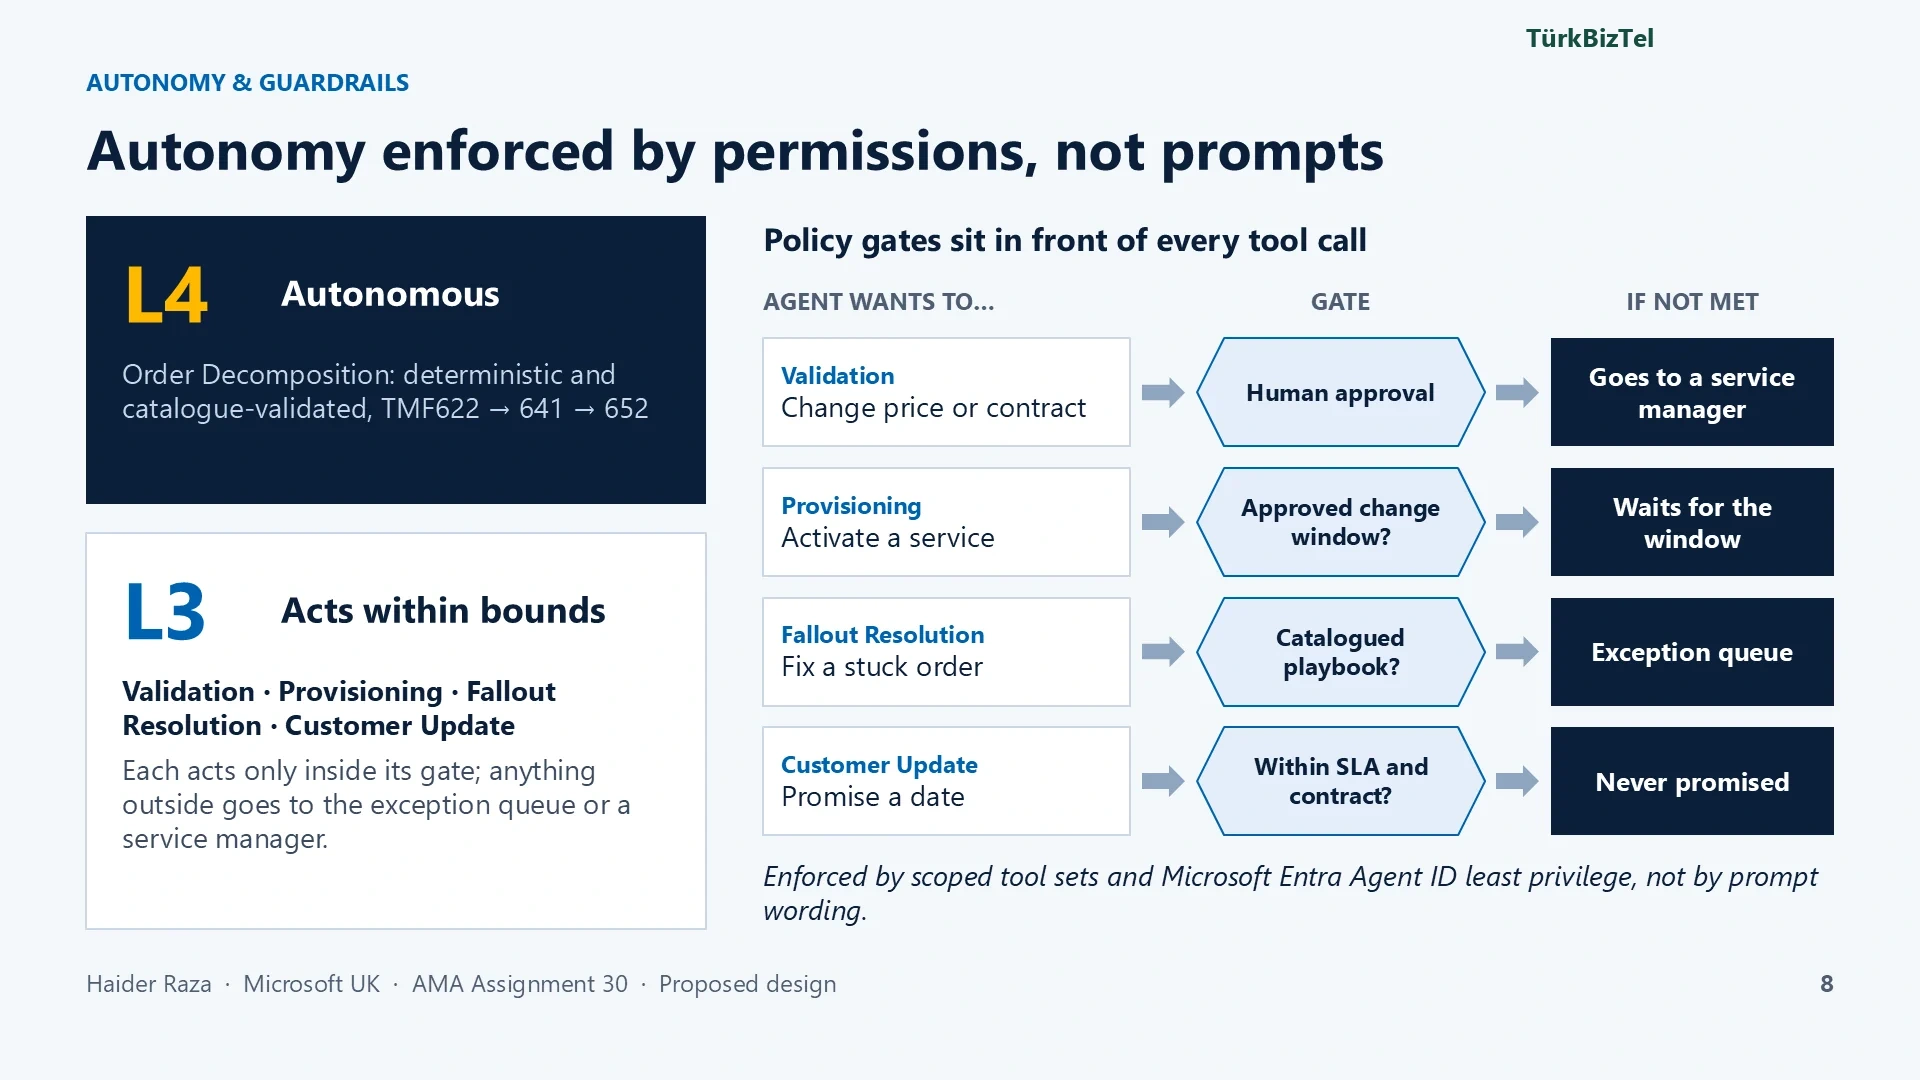 TürkBizTel
AUTONOMY & GUARDRAILS
Autonomy enforced by permissions, not prompts
L4
Autonomous
Order Decomposition: deterministic and
catalogue-validated, TMF622 → 641 → 652
L3
Acts within bounds
Validation · Provisioning · Fallout
Resolution · Customer Update
Each acts only inside its gate; anything
outside goes to the exception queue or a
service manager.
Policy gates sit in front of every tool call
AGENT WANTS TO...
GATE
IF NOT MET
Validation
Change price or contract
Human approval
Goes to a service
manager
Provisioning
Activate a service
Approved change
window?
Waits for the
window
Fallout Resolution
Fix a stuck order
Catalogued
playbook?
Exception queue
Customer Update
Promise a date
Within SLA and
contract?
Never promised
Enforced by scoped tool sets and Microsoft Entra Agent ID least privilege, not by prompt
wording.
Haider Raza · Microsoft UK · AMA Assignment 30 · Proposed design
8